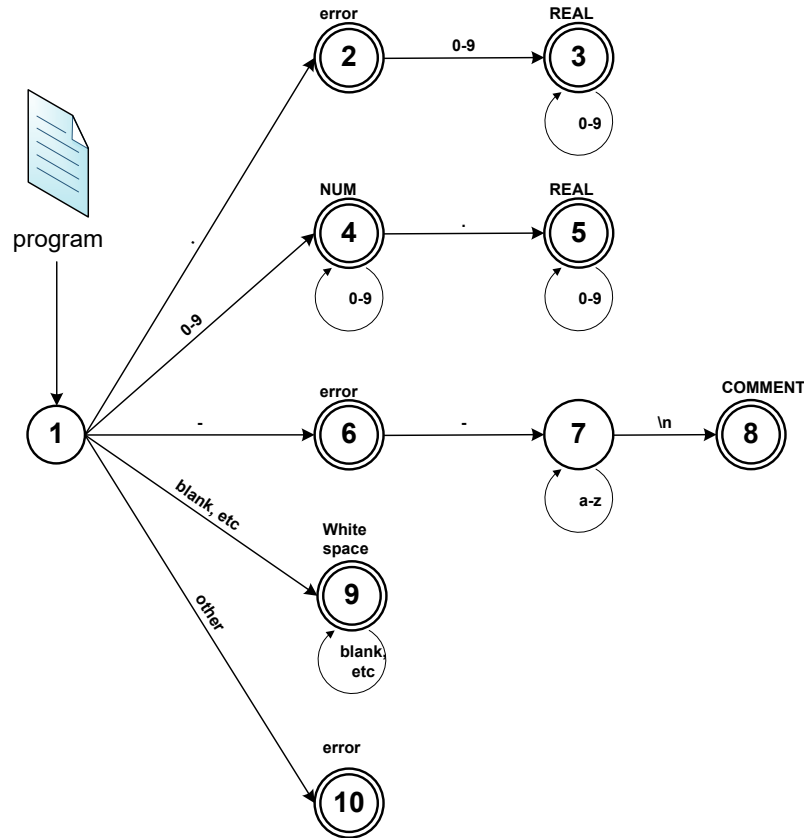 error
REAL
2
0-9
3
0-9
program
NUM
REAL
.
4
.
5
0-9
0-9
0-9
error
COMMENT
1
-
6
-
7
\n
8
a-z
blank, etc
White
space
9
blank,
etc
other
error
10